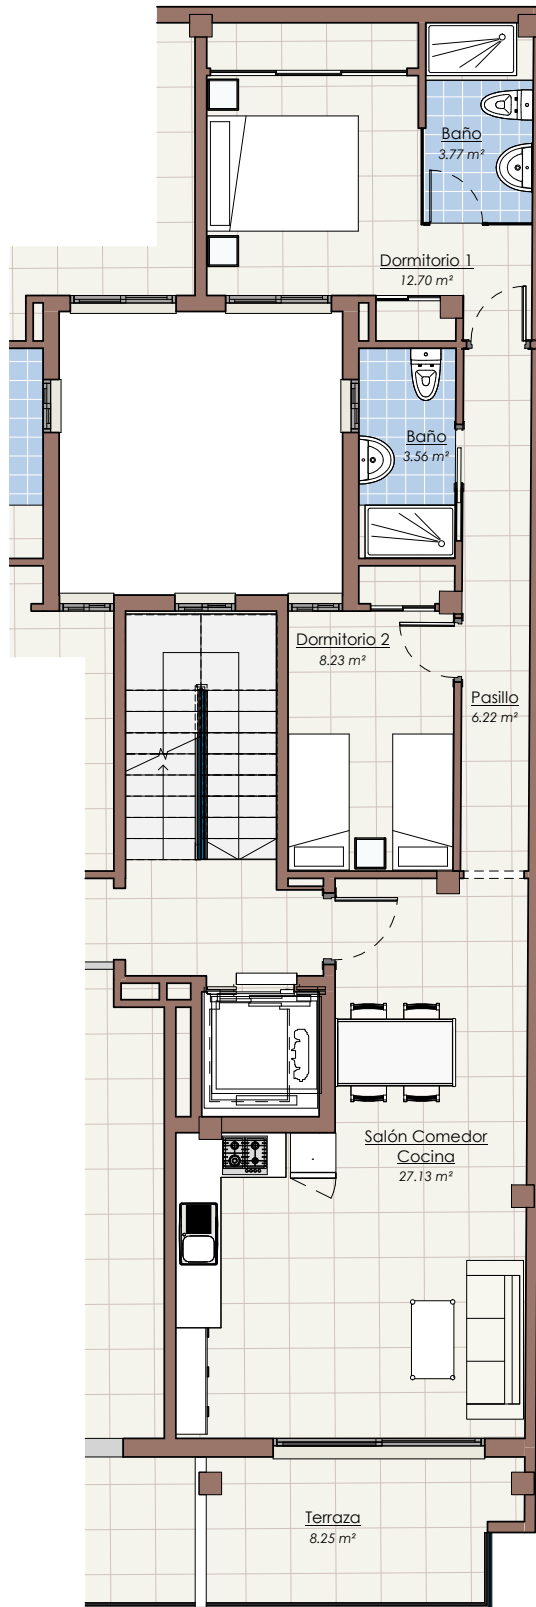 Baño
3.77 m²
Dormitorio 1
12.70 m²
Baño
3.56 m²
Dormitorio 2
8.23 m²
Pasillo
6.22 m²
Salón Comedor
Cocina
27.13 m²
Terraza
8.25 m²